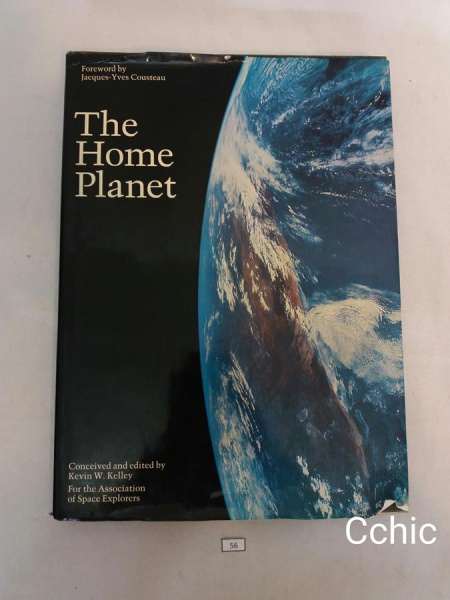 Foreword by
Jacques-Yves Cousteau
The
Home
Planet
Conceived and edited by
Kevin W. Kelley
For the Association
of Space Explorers
56
Cchic